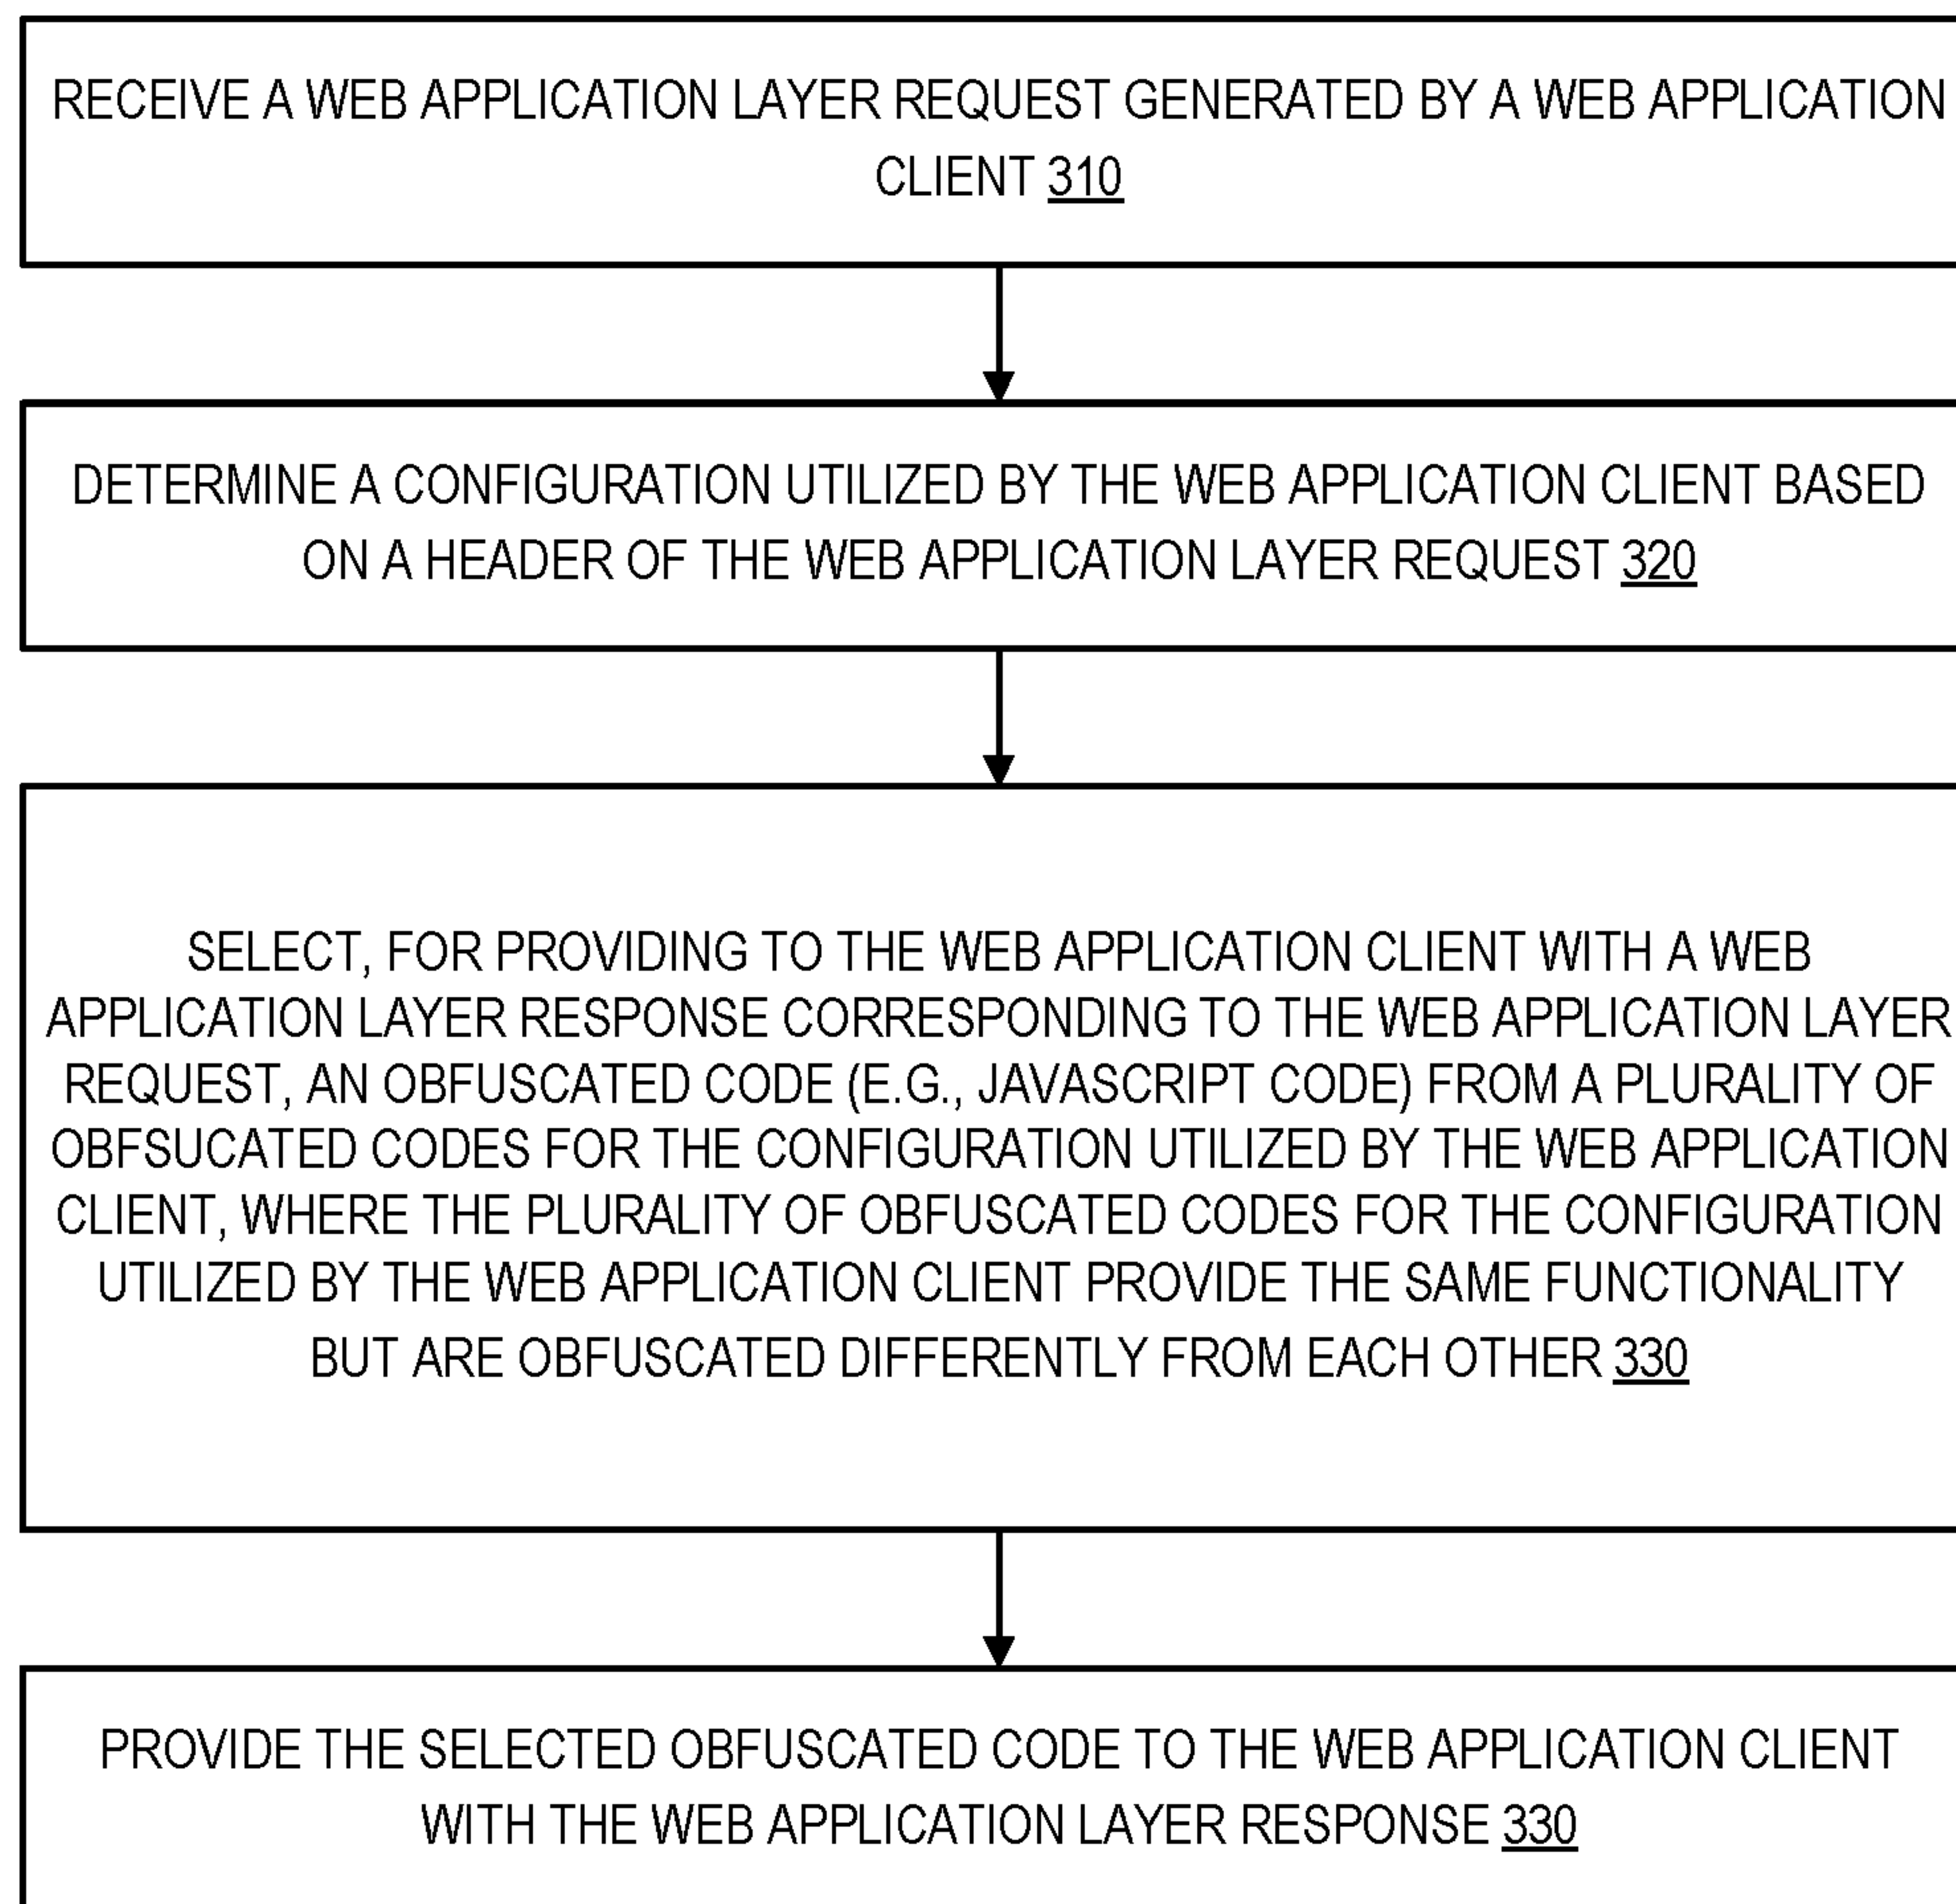 RECEIVE A WEB APPLICATION LAYER REQUEST GENERATED BY A WEB APPLICATION
CLIENT 310
DETERMINE A CONFIGURATION UTILIZED BY THE WEB APPLICATION CLIENT BASED
ON A HEADER OF THE WEB APPLICATION LAYER REQUEST 320
SELECT, FOR PROVIDING TO THE WEB APPLICATION CLIENT WITH A WEB
APPLICATION LAYER RESPONSE CORRESPONDING TO THE WEB APPLICATION LAYER
REQUEST, AN OBFUSCATED CODE (E.G., JAVASCRIPT CODE) FROM A PLURALITY OF
OBFSUCATED CODES FOR THE CONFIGURATION UTILIZED BY THE WEB APPLICATION
CLIENT, WHERE THE PLURALITY OF OBFUSCATED CODES FOR THE CONFIGURATION
UTILIZED BY THE WEB APPLICATION CLIENT PROVIDE THE SAME FUNCTIONALITY
BUT ARE OBFUSCATED DIFFERENTLY FROM EACH OTHER 330
PROVIDE THE SELECTED OBFUSCATED CODE TO THE WEB APPLICATION CLIENT
WITH THE WEB APPLICATION LAYER RESPONSE 330